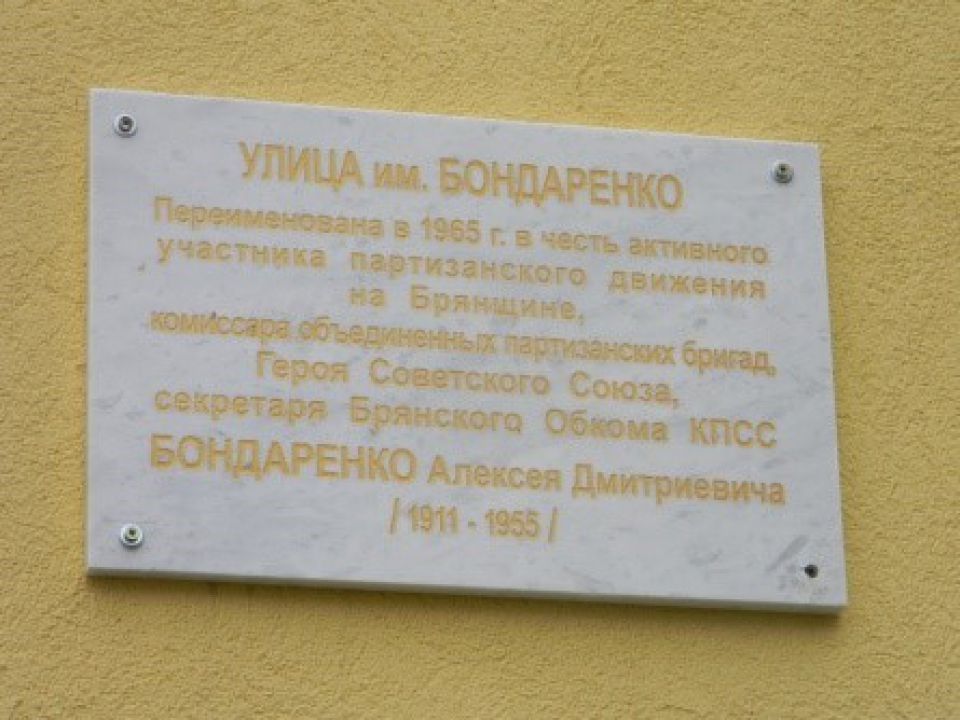 УЛИЦА им. БОНДАРЕНКО
Переименована в 1965 г. в честь активного
участника партизанского движения
на Брянщине,
комиссара объединенных партизанских бригад,
Героя Советского Союза,
секретаря Брянского Обкома КПСС
БОНДАРЕНКО Алексея Дмитриевича
/ 1911 - 1955 /